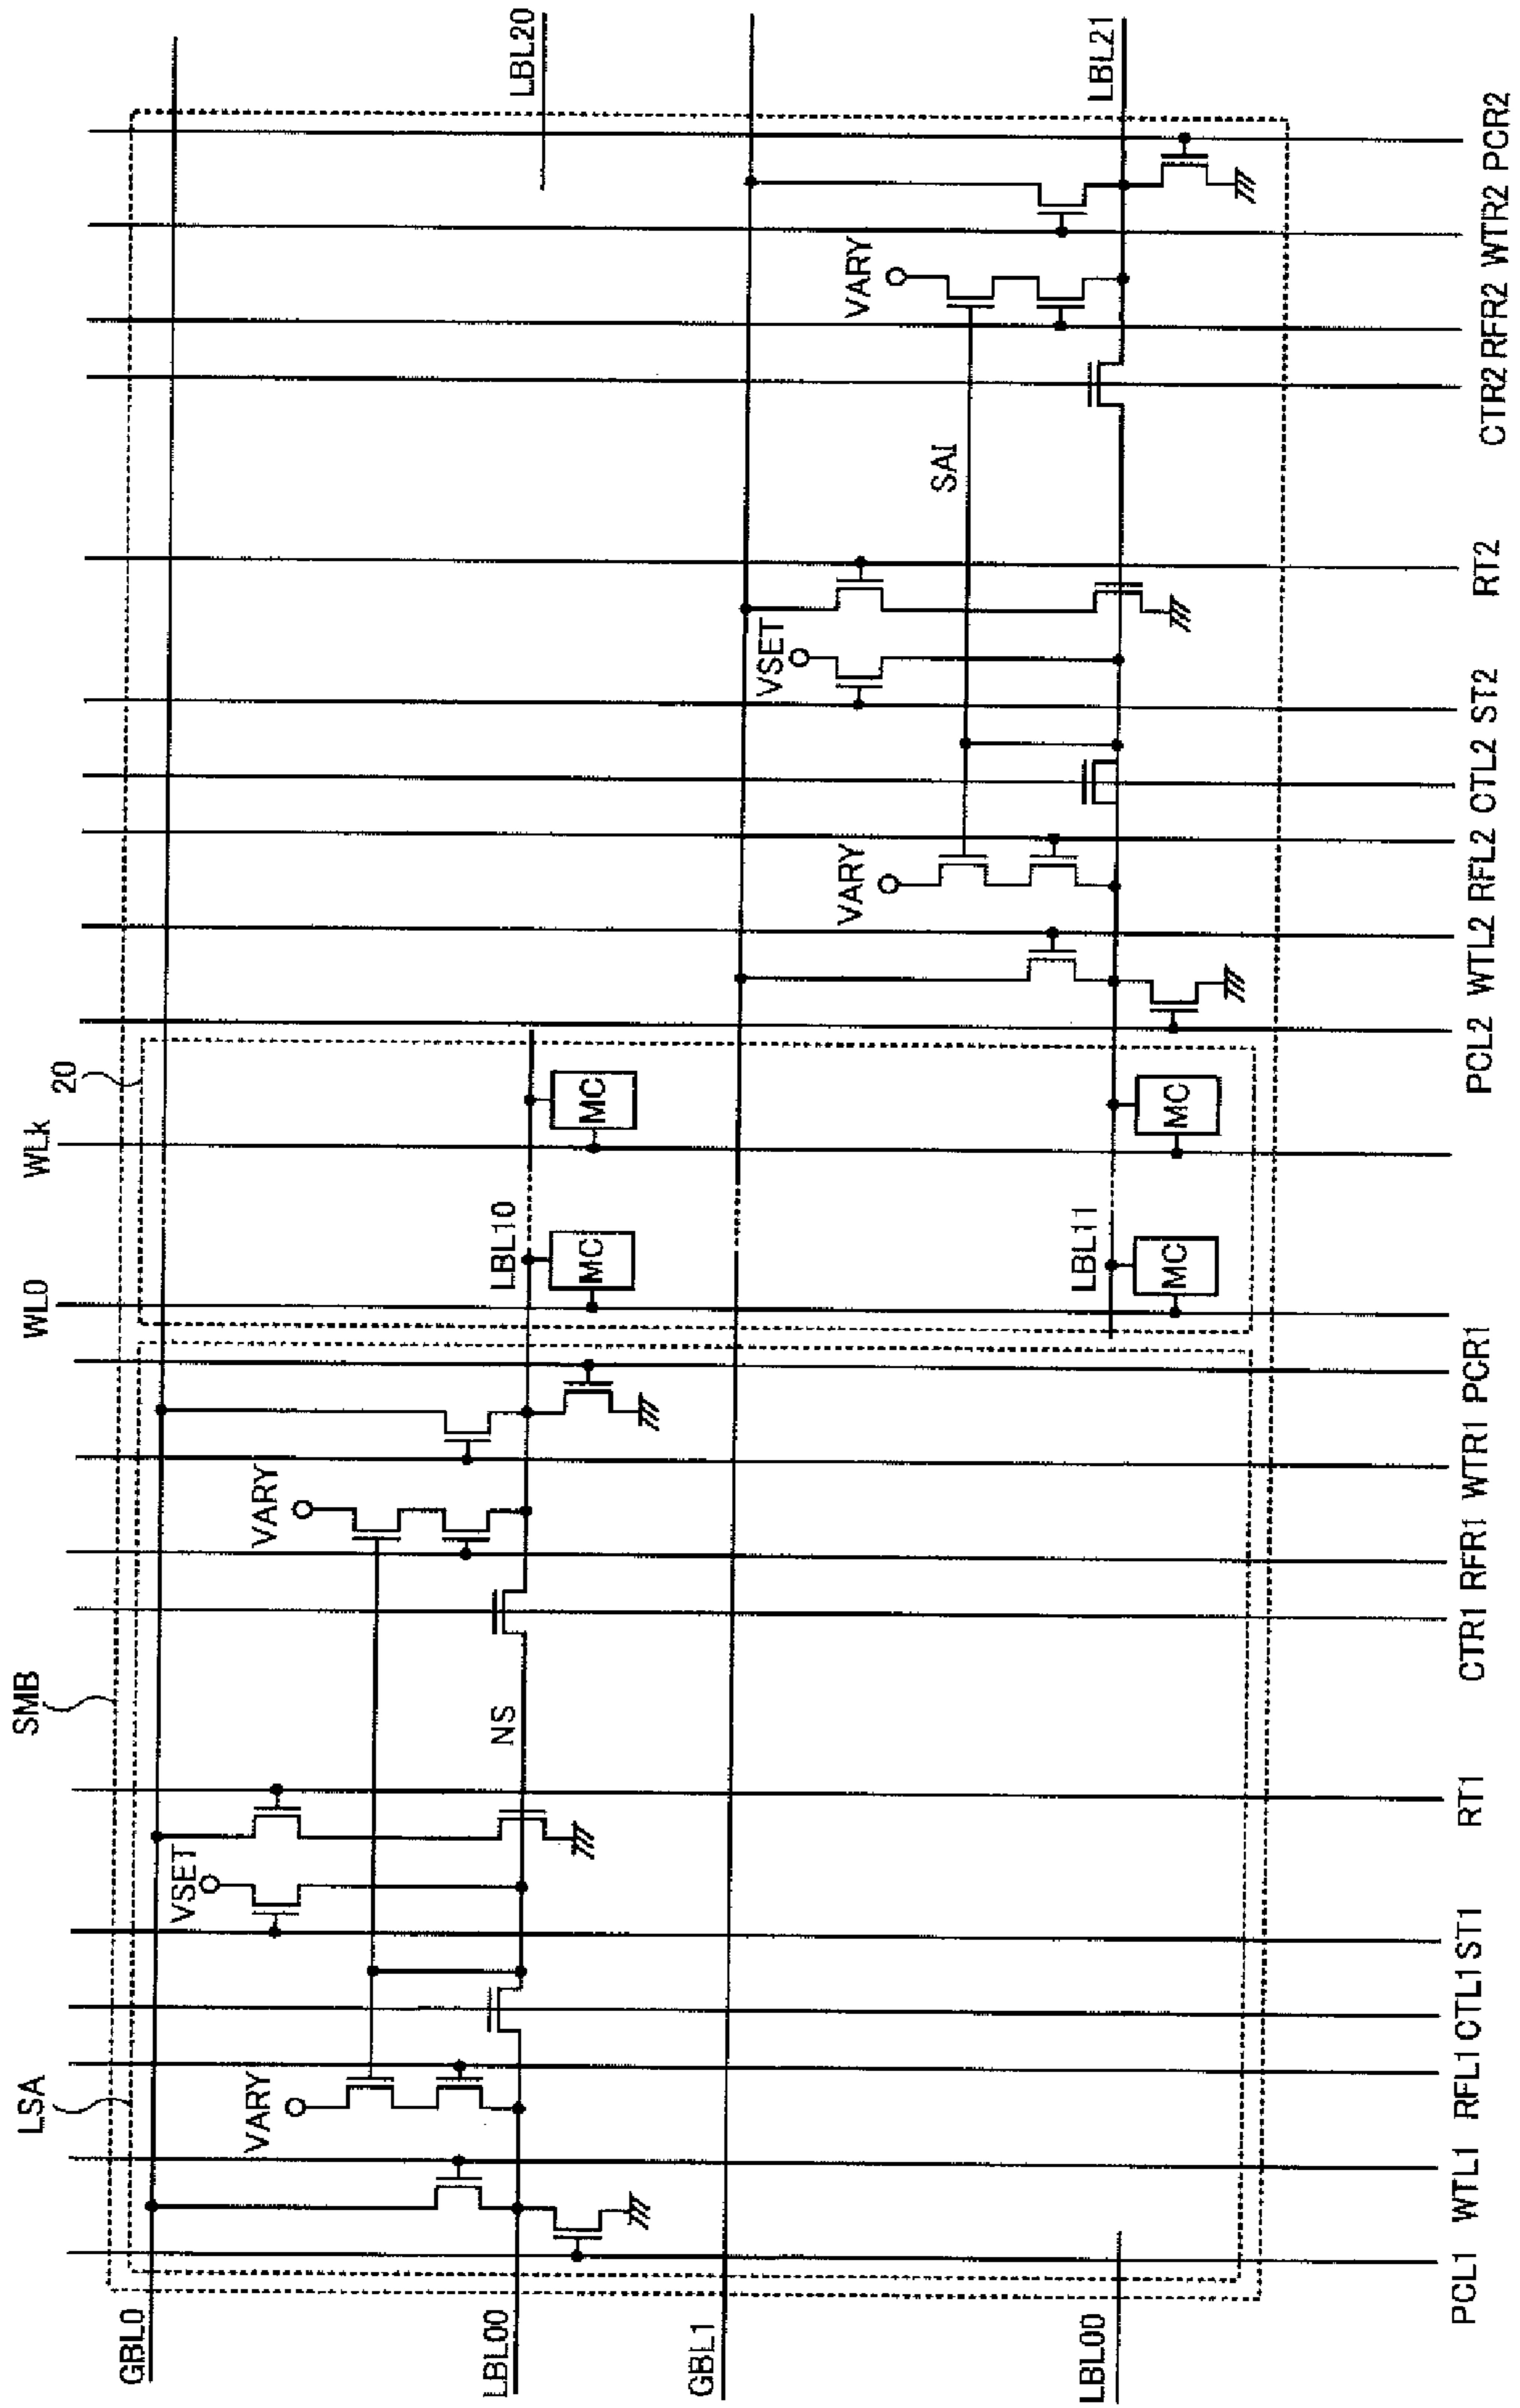 SMB
LSA
WL0
WLk
20
GBL0
LBL00
GBL1
LBL00
VARY
VSET
NS
VARY
LBL10
MC
MC
LBL11
MC
MC
VARY
VSET
SAI
VARY
LBL20
LBL21
PCL1
WTL1
RFL1
CTL1
ST1
RT1
CTR1
RFR1
WTR1
PCR1
PCL2
WTL2
RFL2
CTL2
ST2
RT2
CTR2
RFR2
WTR2
PCR2